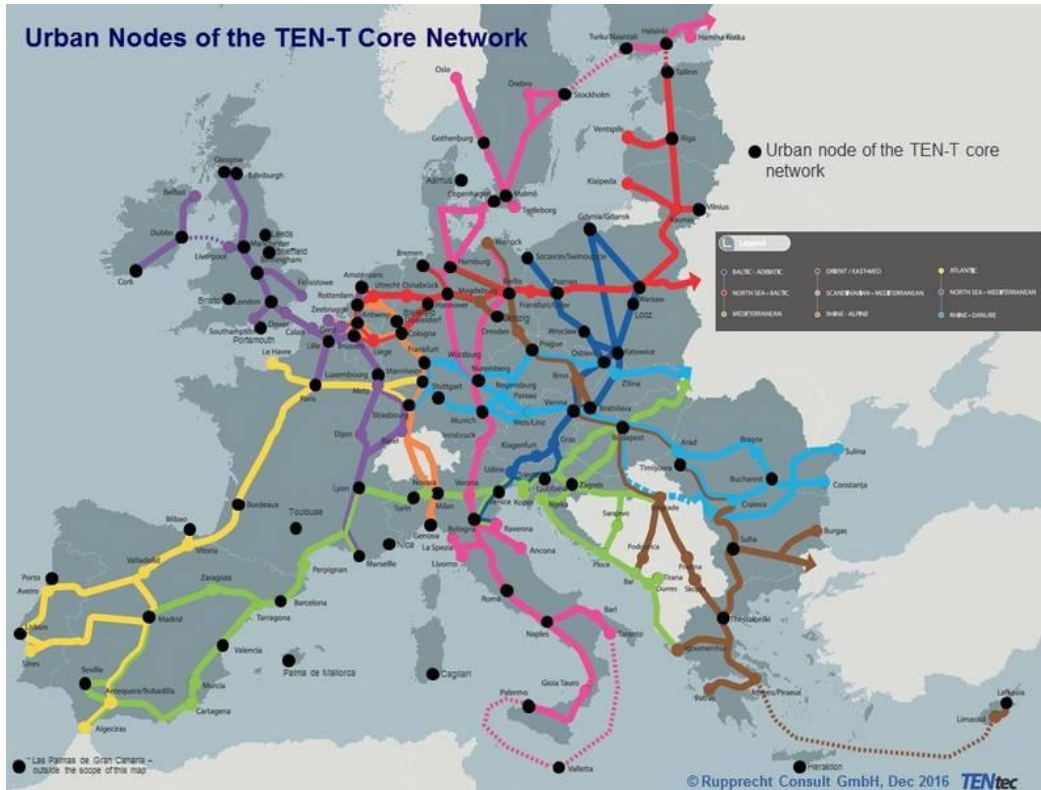 Urban Nodes of the TEN-T Core Network
Turku/Naantali
Helsinki
Hamina-Kotka
Tallinn
Oslo
Örebro
Stockholm
Gothenburg
Ventspils
Riga
Klaipeda
Urban node of the TEN-T core
network
Glasgow
Edinburgh
Aarhus
Copenhagen
Malmö
Trelleborg
Vilnius
Kaunas
Belfast
Dublin
Leeds
Manchester
Sheffield
Birmingham
Liverpool
Cork
Gdynia/Gdansk
Rostock
Szczecin/Swinoujscie
Legend
BALTIC - ADRIATIC
ORIENT / EAST-MED
ATLANTIC
NORTH SEA - BALTIC
SCANDINAVIAN - MEDITERRANEAN
NORTH SEA - MEDITERRANEAN
MEDITERRANEAN
RHINE - ALPINE
RHINE - DANUBE
Bremen
Hamburg
Amsterdam
Felixstowe
Bristol
London
Rotterdam
Utrecht
Osnabrück
Hannover
Magdeburg
Berlin
Frankfurt/Oder
Poznan
Warsaw
Lodz
Southampton
Dover
Portsmouth
Calais
Zeebrugge
Antwerp
Cologne
Leipzig
Dresden
Wroclaw
Lille
Brussels
Liège
Le Havre
Frankfurt
Würzburg
Prague
Ostrava
Katowice
Paris
Luxembourg
Mannheim
Metz
Nuremberg
Regensburg
Brno
Zilina
Stuttgart
Passau
Strasbourg
Munich
Wels/Linz
Vienna
Bratislava
Dijon
Basel
Innsbruck
Klagenfurt
Graz
Budapest
Arad
Brașov
Sulina
Timișoara
Bucharest
Constanța
Craiova
Lyon
Novara
Milan
Verona
Udine
Venice
Koper
Ljubljana
Zagreb
Rijeka
Turin
Genova
Bologna
Ravenna
Belgrade
Sarajevo
Bordeaux
Toulouse
Nice
Marseille
La Spezia
Livorno
Ancona
Ploce
Podgorica
Bar
Pristina
Skopje
Sofia
Burgas
Bilbao
Vitoria
Valladolid
Perpignan
Porto
Aveiro
Zaragoza
Barcelona
Tarragona
Madrid
Roma
Tirana
Durres
Thessaloniki
Lisbon
Sines
Valencia
Palma de Mallorca
Cagliari
Naples
Bari
Taranto
Igoumenitsa
Seville
Antequera/Bobadilla
Murcia
Cartagena
Algeciras
Gioia Tauro
Palermo
Patras
Athens/Piraeus
Lefkosia
Limassol
* Las Palmas de Gran Canaria –
outside the scope of this map
Valletta
Heraklion
© Rupprecht Consult GmbH, Dec 2016 TENtec